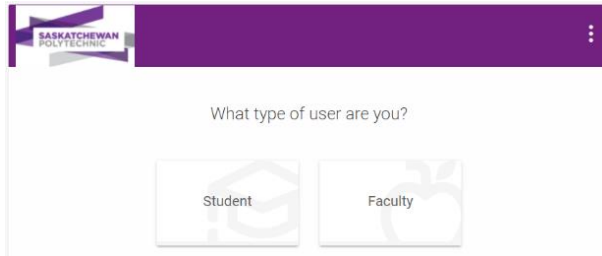 SASKATCHEWAN
POLYTECHNIC
What type of user are you?
Student
Faculty